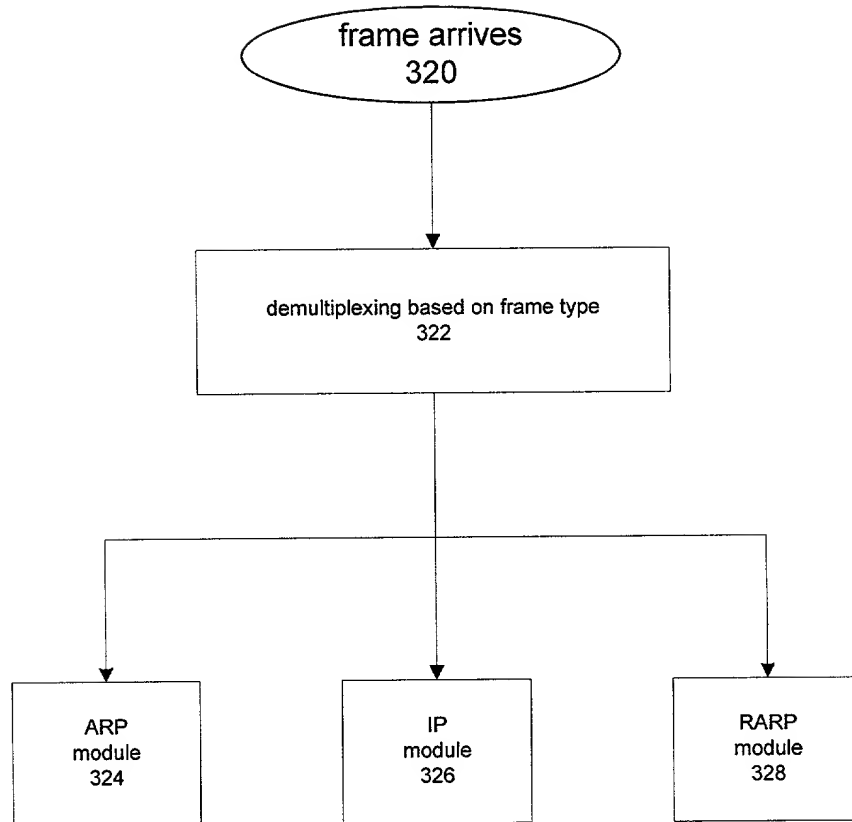 frame arrives
320
demultiplexing based on frame type
322
ARP
module
324
IP
module
326
RARP
module
328